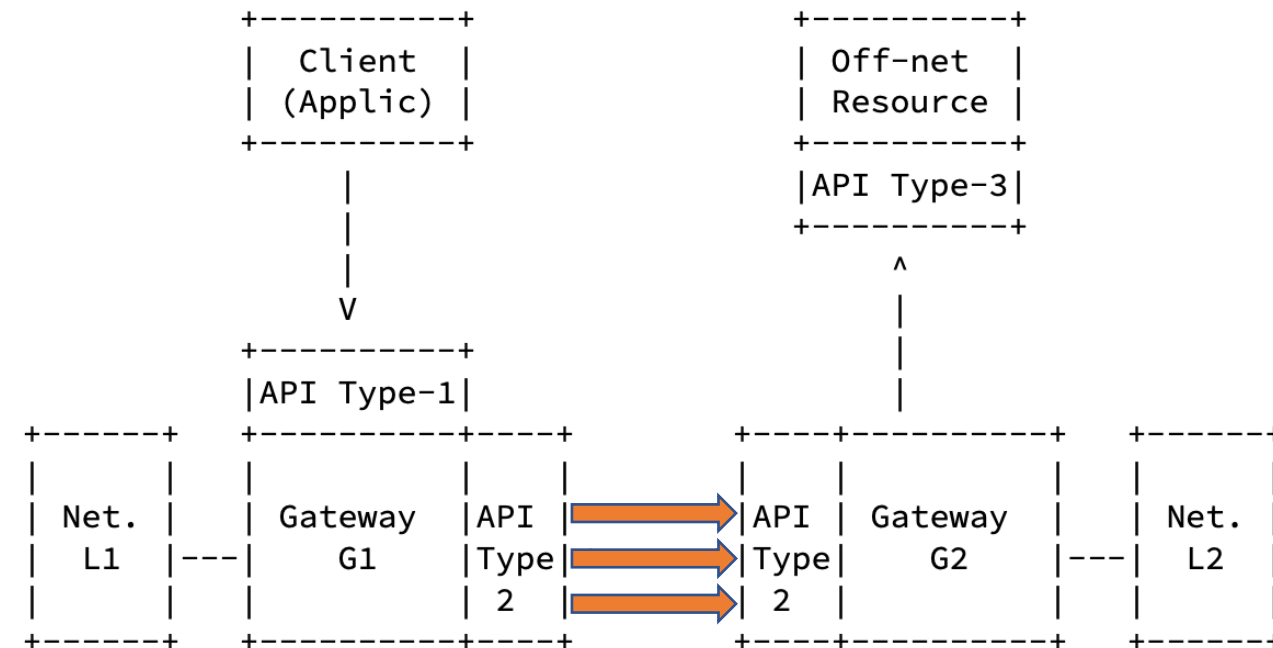 +----------+ +----------+
| Client | | Off-net |
| (Applic) | | Resource |
+----------+ +----------+
| |API Type-3|
| +----------+
| ^
V |
+----------+ |
|API Type-1| |
+------+ +----------+----+ +----+----------+ +------+
| | | | | | | | | |
| Net. | | Gateway |API | |API | Gateway | | Net. |
| L1 |---| G1 |Type| |Type| G2 |---| L2 |
| | | | 2 | | 2 | | | |
+------+ +----------+----+ +----+----------+ +------+